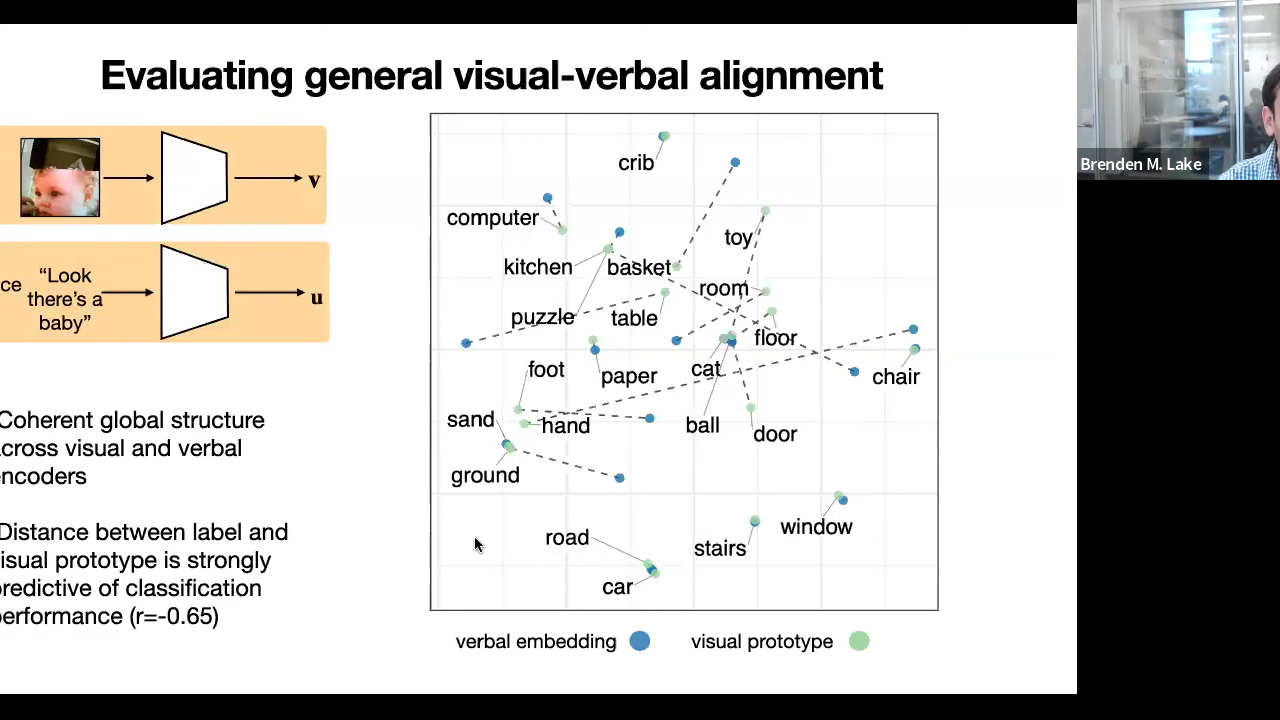 Evaluating general visual-verbal alignment
Brenden M. Lake
v
ce
“Look
there’s a
baby”
u
Coherent global structure
across visual and verbal
encoders
Distance between label and
visual prototype is strongly
predictive of classification
performance (r=-0.65)
crib
computer
toy
kitchen
basket
room
puzzle
table
floor
foot
paper
cat
chair
sand
hand
ball
door
ground
window
road
stairs
car
verbal embedding
visual prototype